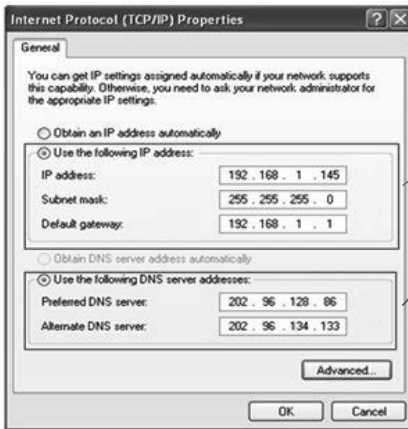 Internet Protocol (TCP/IP) Properties
General
You can get IP settings assigned automatically if your network supports
this capability. Otherwise, you need to ask your network administrator for
the appropriate IP settings.
Obtain an IP address automatically
Use the following IP address:
IP address: 192 . 168 . 1 . 145
Subnet mask: 255 . 255 . 255 . 0
Default gateway: 192 . 168 . 1 . 1
Obtain DNS server address automatically
Use the following DNS server addresses:
Preferred DNS server: 202 . 96 . 128 . 86
Alternate DNS server: 202 . 96 . 134 . 133
Advanced...
OK Cancel